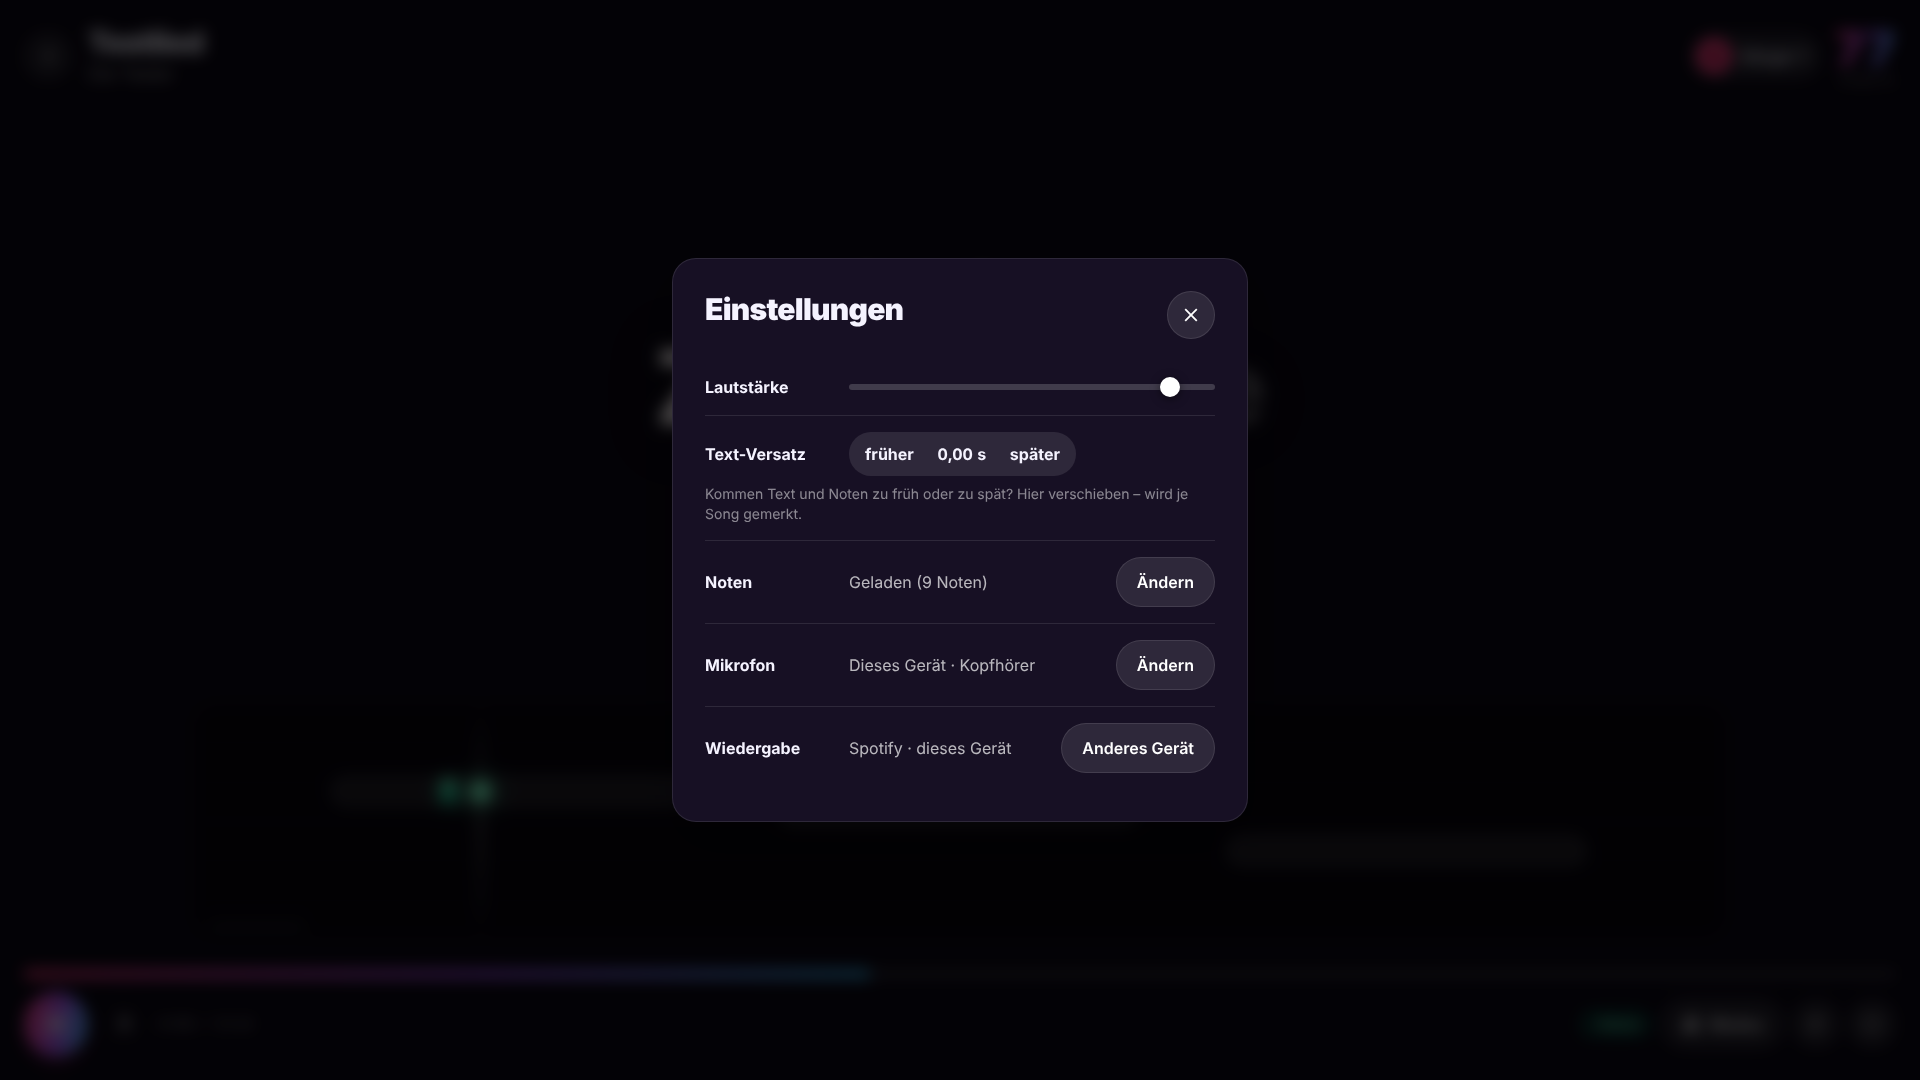 Einstellungen
Lautstärke
Text-Versatz
früher 0,00 s später
Kommen Text und Noten zu früh oder zu spät? Hier verschieben – wird je
Song gemerkt.
Noten
Geladen (9 Noten)
Ändern
Mikrofon
Dieses Gerät · Kopfhörer
Ändern
Wiedergabe
Spotify · dieses Gerät
Anderes Gerät
77